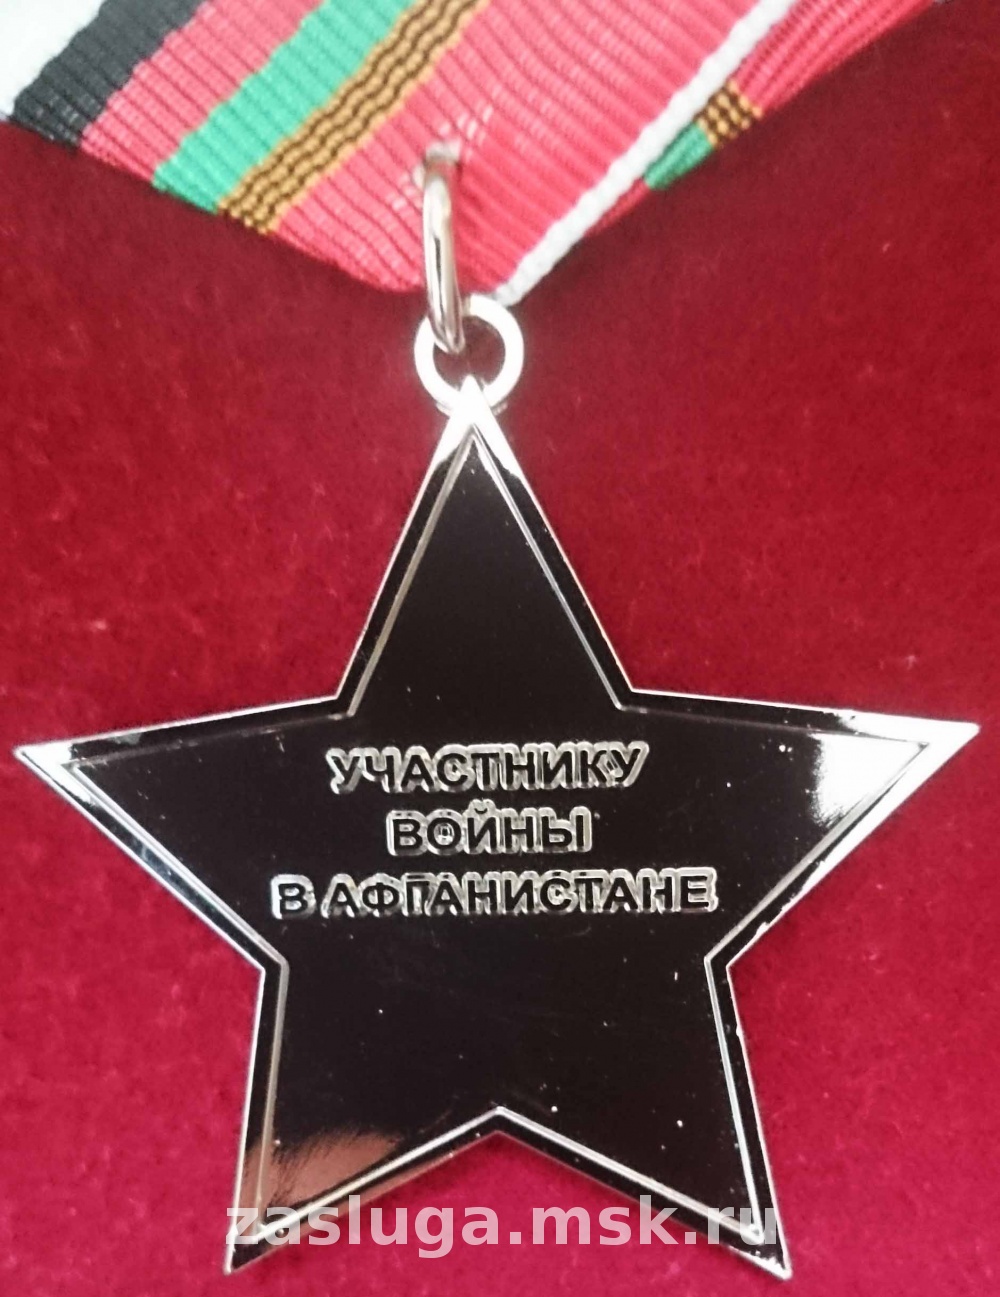 УЧАСТНИКУ
ВОЙНЫ
В АФГАНИСТАНЕ
zasluga.msk.ru